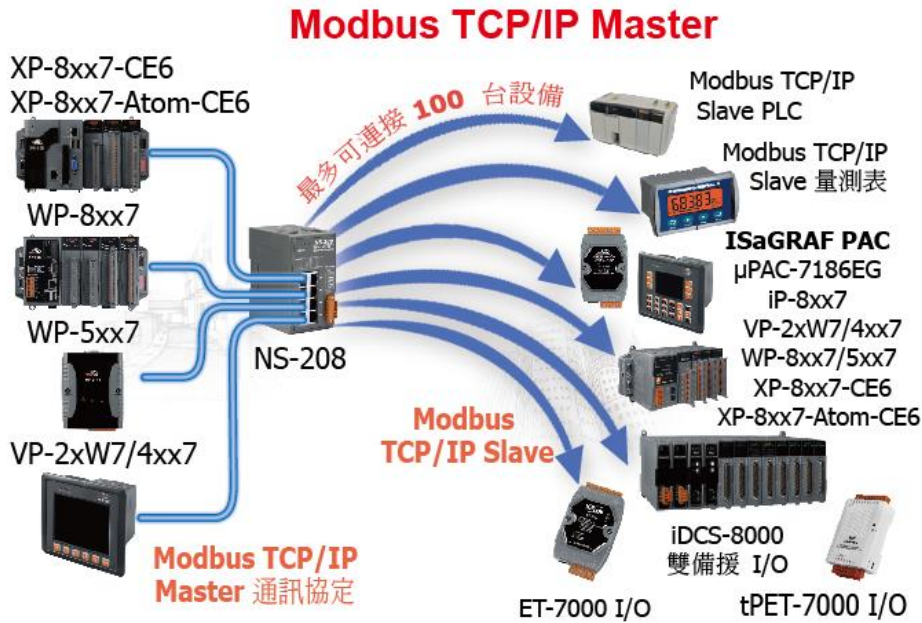 Modbus TCP/IP Master
XP-8xx7-CE6
XP-8xx7-Atom-CE6
WP-8xx7
WP-5xx7
VP-2xW7/4xx7
Modbus TCP/IP
Master 通訊協定
NS-208
最多可連接 100 台設備
Modbus
TCP/IP Slave
Modbus TCP/IP
Slave PLC
Modbus TCP/IP
Slave 量測表
68383
ISaGRAF PAC
µPAC-7186EG
iP-8xx7
VP-2xW7/4xx7
WP-8xx7/5xx7
XP-8xx7-CE6
XP-8xx7-Atom-CE6
iDCS-8000
雙備援 I/O
ET-7000 I/O
tPET-7000 I/O